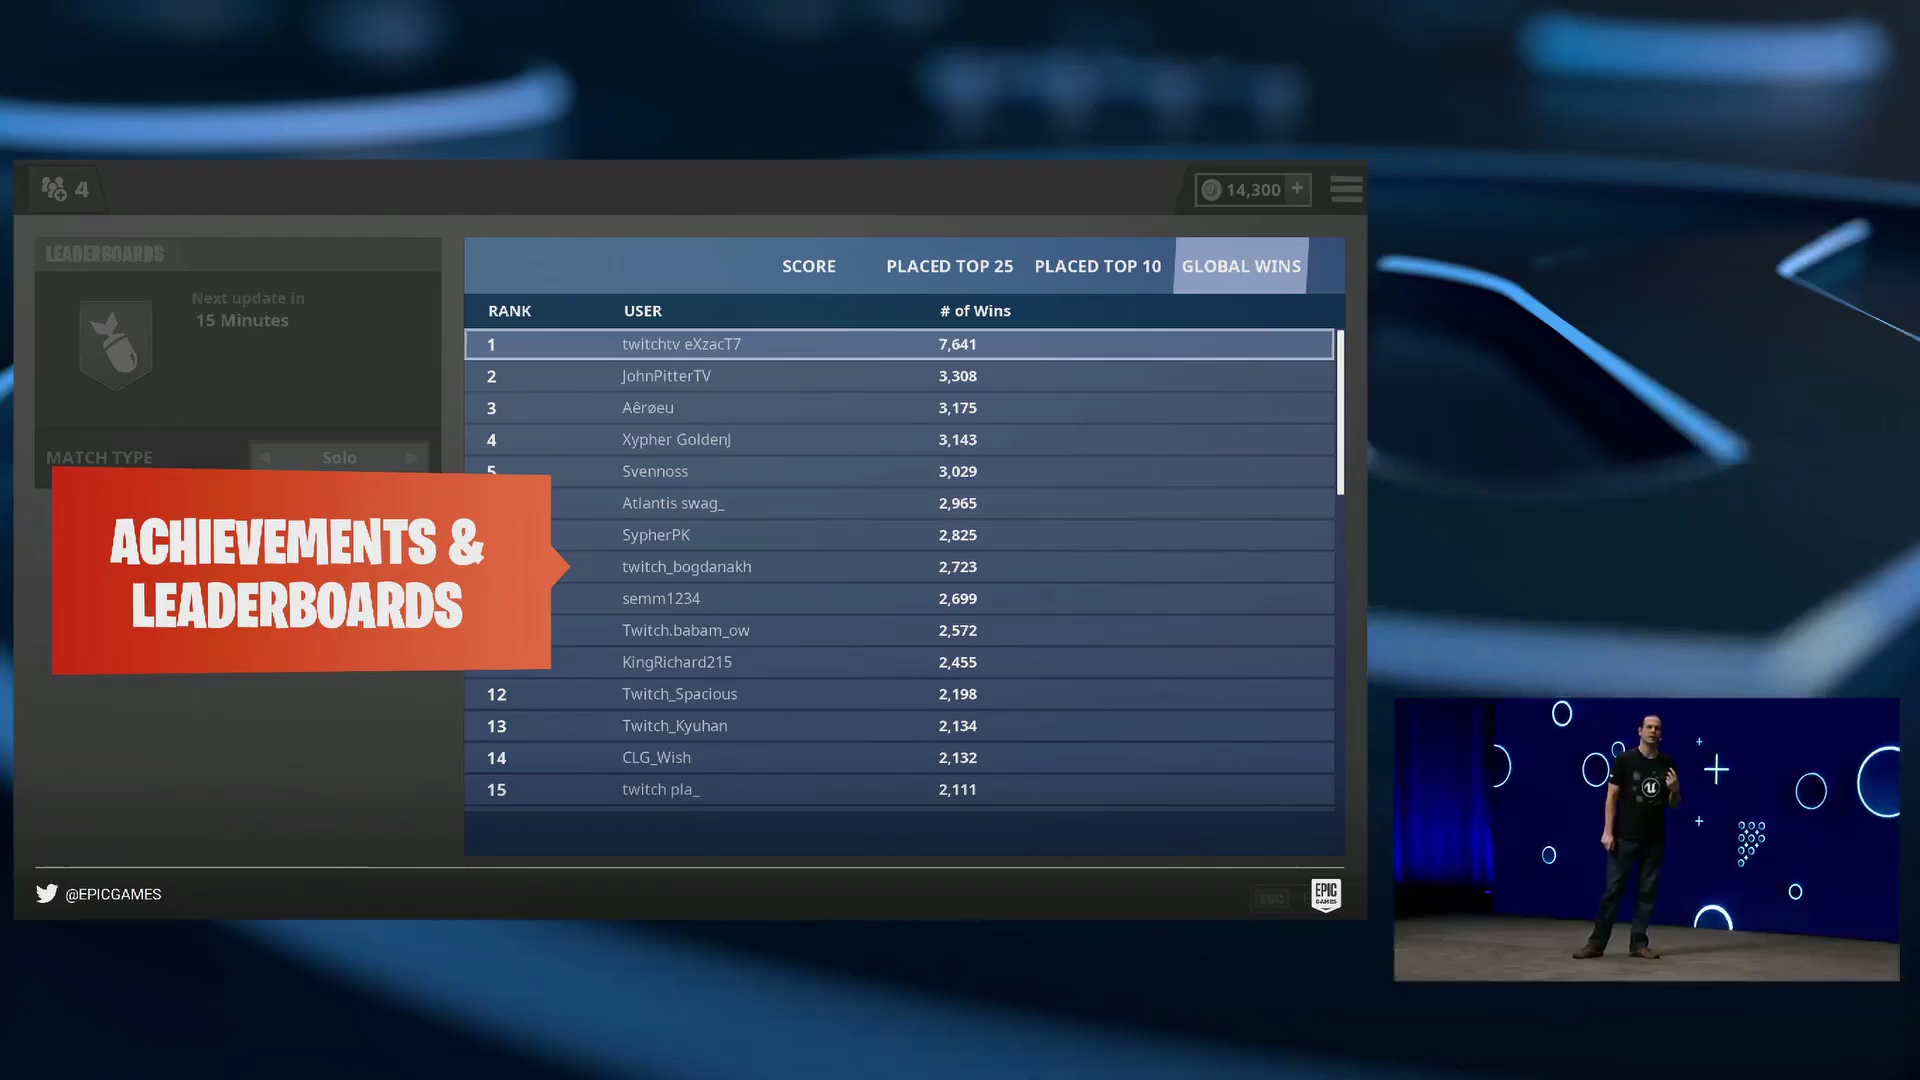 4
14,300 +
LEADERBOARDS
Next update in
15 Minutes
MATCH TYPE Solo
ACHIEVEMENTS &
LEADERBOARDS
SCORE PLACED TOP 25 PLACED TOP 10 GLOBAL WINS
RANK USER # of Wins
1 twitchtv eXzacT7 7,641
2 JohnPitterTV 3,308
3 Aêrøeu 3,175
4 Xypher GoldenJ 3,143
5 Svennoss 3,029
Atlantis swag_ 2,965
SypherPK 2,825
twitch_bogdanakh 2,723
semm1234 2,699
Twitch.babam_ow 2,572
KingRichard215 2,455
12 Twitch_Spacious 2,198
13 Twitch_Kyuhan 2,134
14 CLG_Wish 2,132
15 twitch pla_ 2,111
@EPICGAMES
ESC
EPIC
GAMES